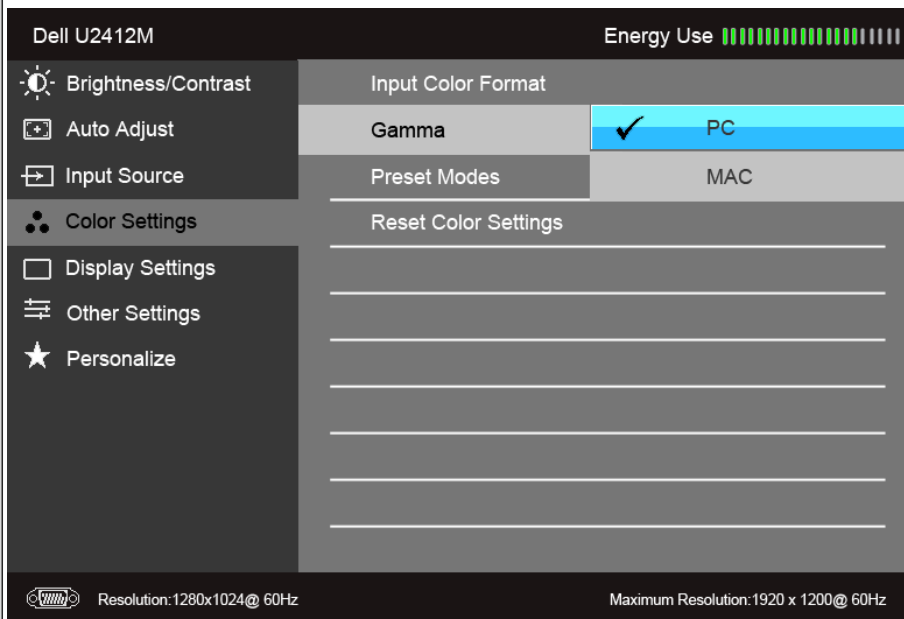 Dell U2412M
Energy Use
Brightness/Contrast
Auto Adjust
Input Source
Color Settings
Display Settings
Other Settings
Personalize
Input Color Format
Gamma
Preset Modes
Reset Color Settings
PC
MAC
Resolution:1280x1024@ 60Hz
Maximum Resolution:1920 x 1200@ 60Hz